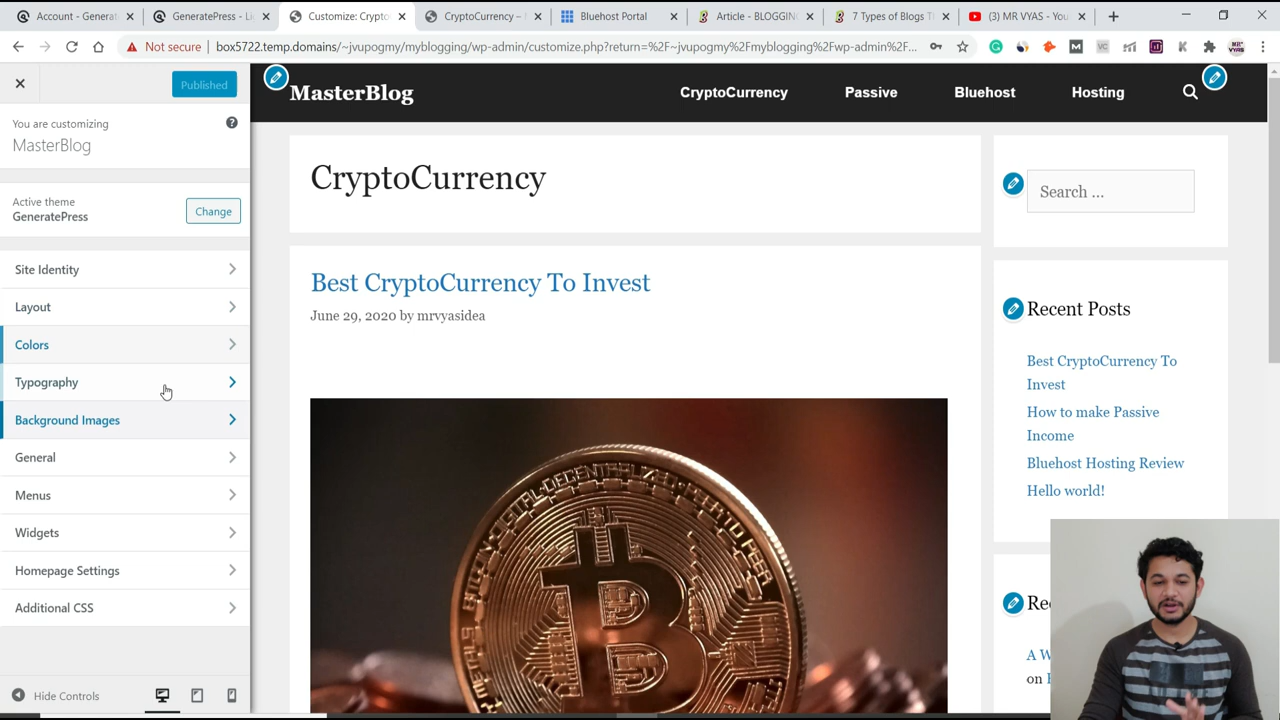 Account - Generat
GeneratePress - Li
Customize: Crypto
CryptoCurrency –
Bluehost Portal
Article - BLOGGIN
7 Types of Blogs Th
(3) MR VYAS - You
Not secure
box5722.temp.domains/~jvupogmy/myblogging/wp-admin/customize.php?return=%2F~jvupogmy%2Fmyblogging%2Fwp-admin%2F...
Published
You are customizing
MasterBlog
Active theme
GeneratePress
Change
Site Identity
Layout
Colors
Typography
Background Images
General
Menus
Widgets
Homepage Settings
Additional CSS
Hide Controls
MasterBlog
CryptoCurrency
Passive
Bluehost
Hosting
CryptoCurrency
Best CryptoCurrency To Invest
June 29, 2020 by mrvyasidea
Search ...
Recent Posts
Best CryptoCurrency To
Invest
How to make Passive
Income
Bluehost Hosting Review
Hello world!
Re
A W
on